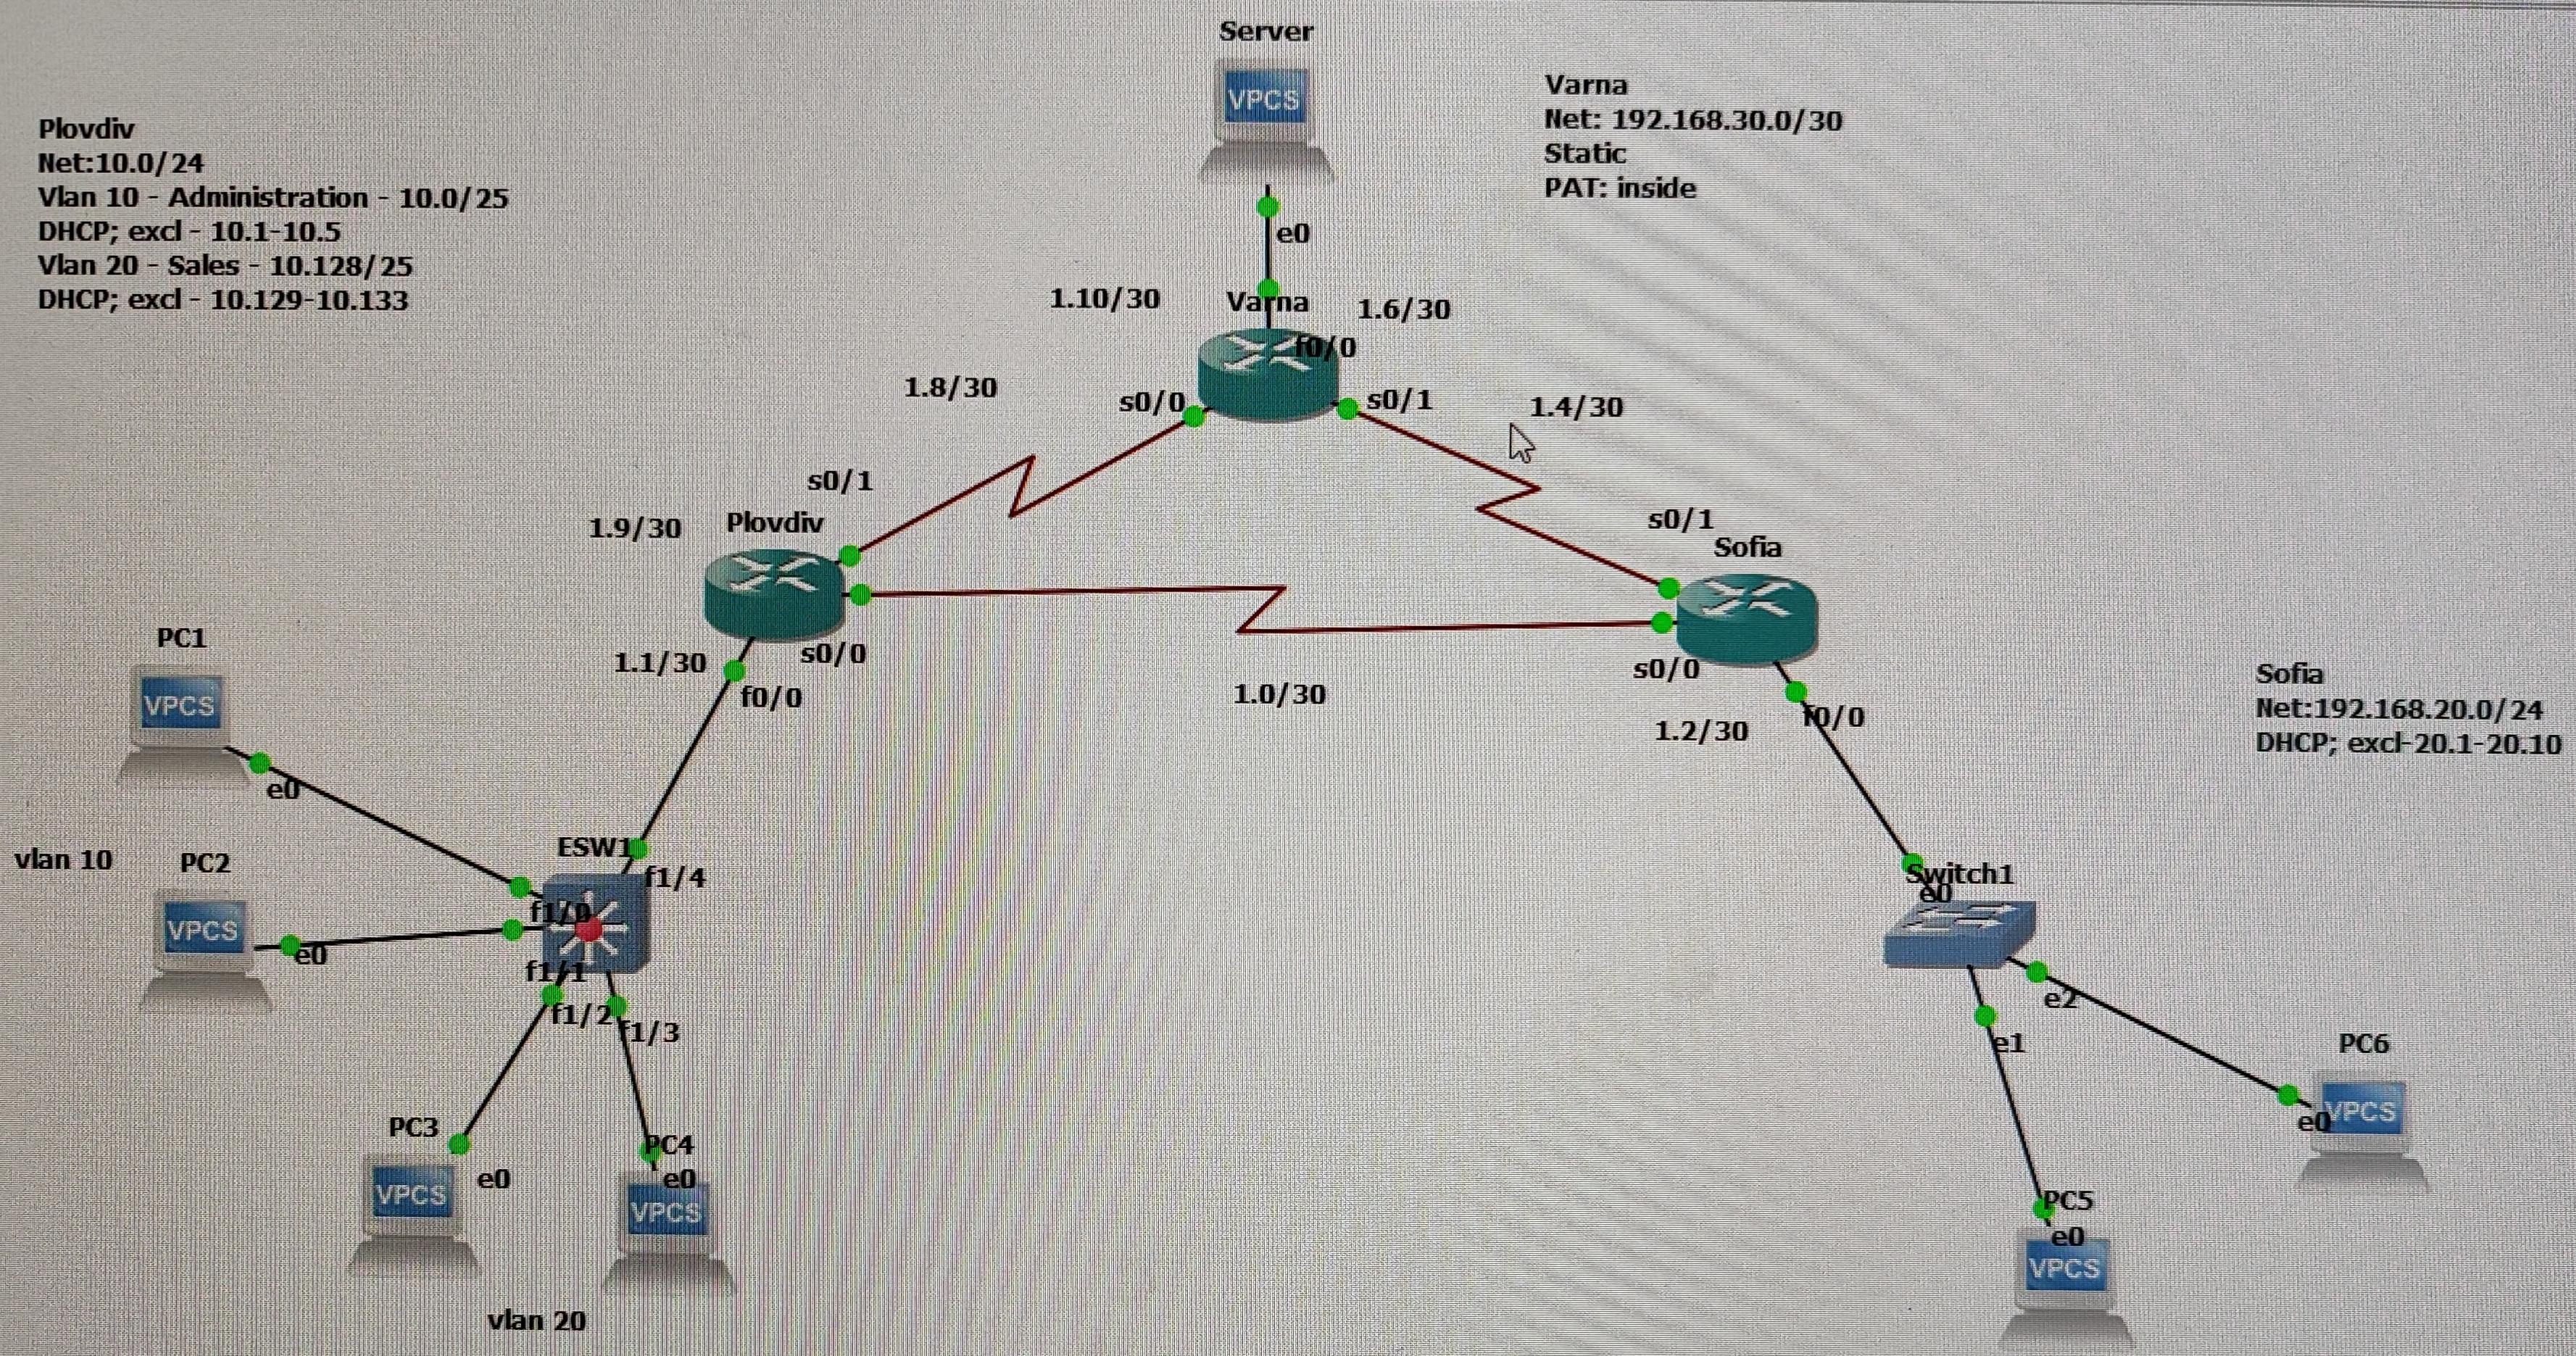 Server
VPCS
e0
Varna
Net: 192.168.30.0/30
Static
PAT: inside
Plovdiv
Net:10.0/24
Vlan 10 - Administration - 10.0/25
DHCP; excl - 10.1-10.5
Vlan 20 - Sales - 10.128/25
DHCP; excl - 10.129-10.133
1.10/30
Varna
1.6/30
f0/0
1.8/30
s0/0
s0/1
1.4/30
s0/1
1.9/30
Plovdiv
s0/1
Sofia
1.1/30
s0/0
f0/0
1.0/30
s0/0
1.2/30
f0/0
Sofia
Net:192.168.20.0/24
DHCP; excl-20.1-20.10
PC1
VPCS
e0
vlan 10
PC2
VPCS
e0
ESW1
f1/4
f1/0
f1/1
f1/2
f1/3
PC3
VPCS
e0
PC4
e0
VPCS
vlan 20
Switch1
e0
e2
e1
PC6
VPCS
e0
PC5
e0
VPCS